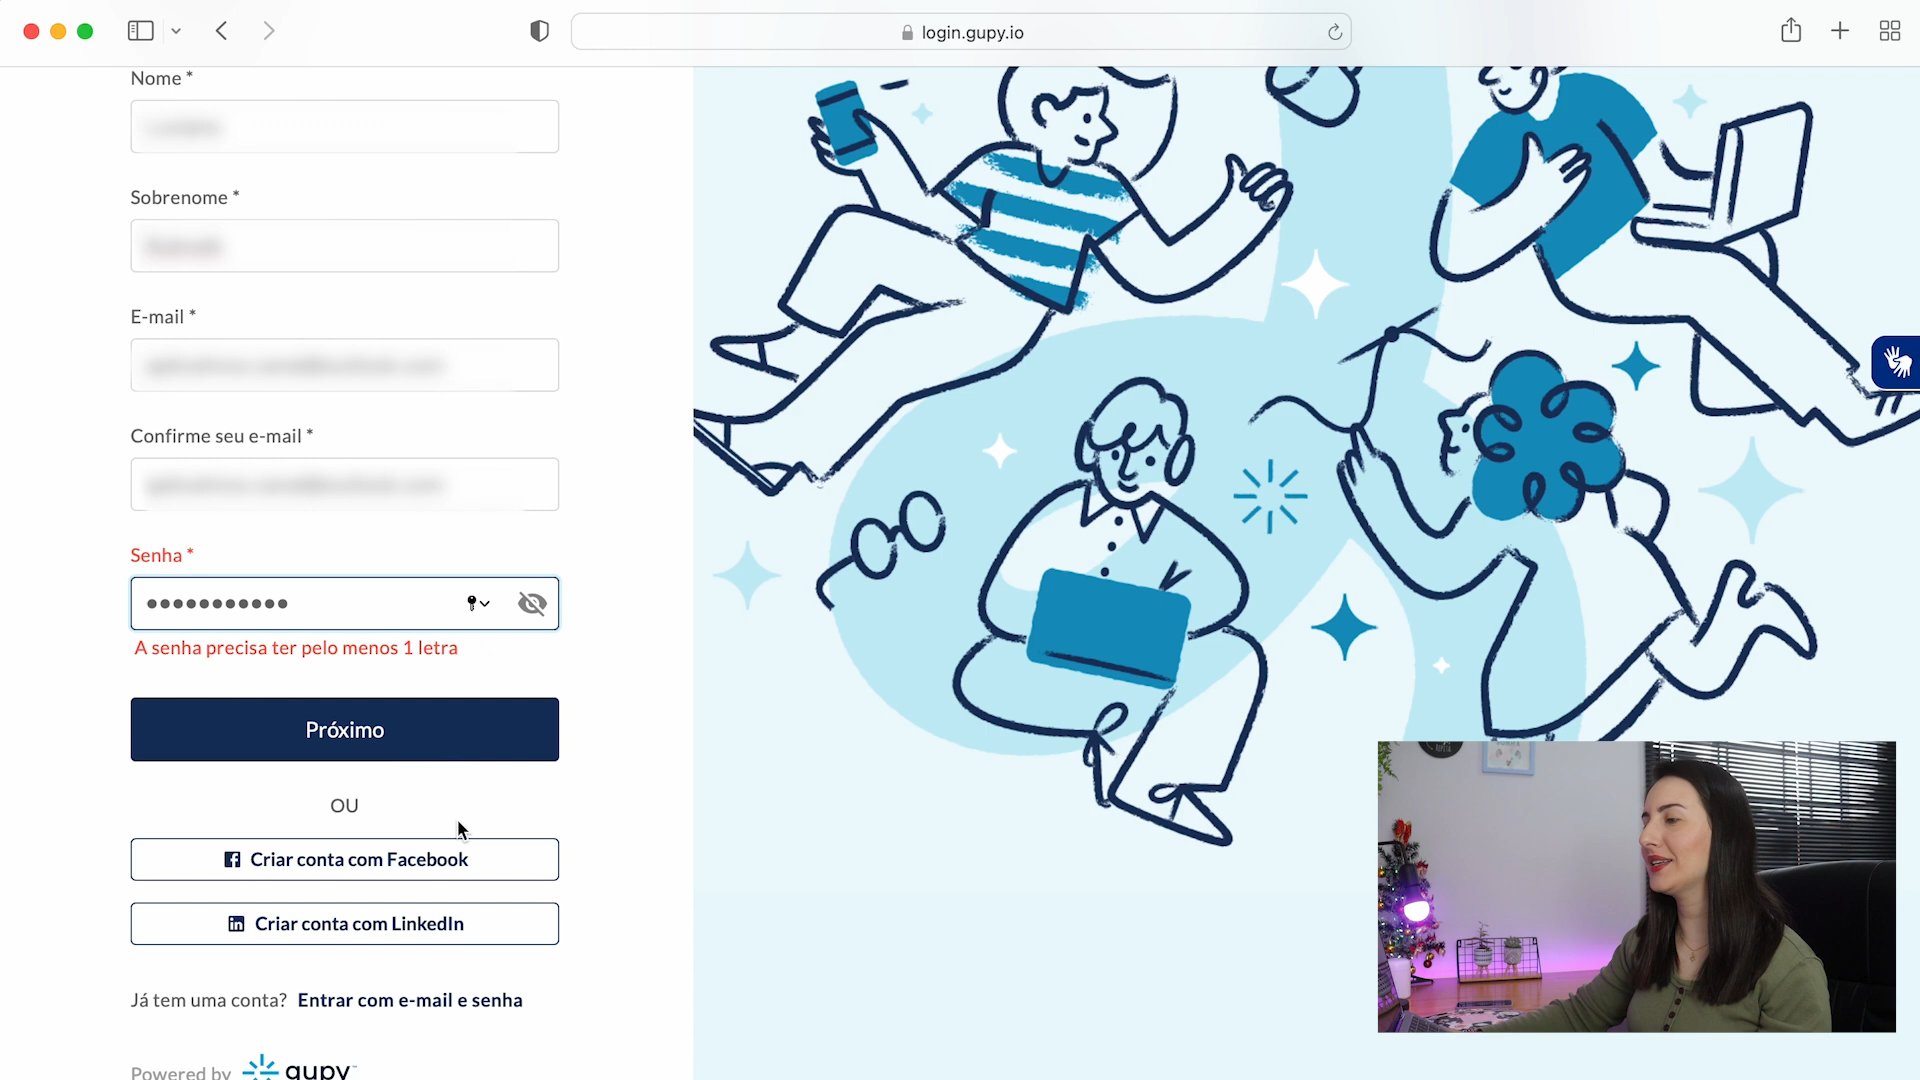 login.gupy.io
Nome *
Sobrenome *
E-mail *
Confirme seu e-mail *
Senha *
A senha precisa ter pelo menos 1 letra
Próximo
OU
Criar conta com Facebook
Criar conta com LinkedIn
Já tem uma conta? Entrar com e-mail e senha
Powered by gupy